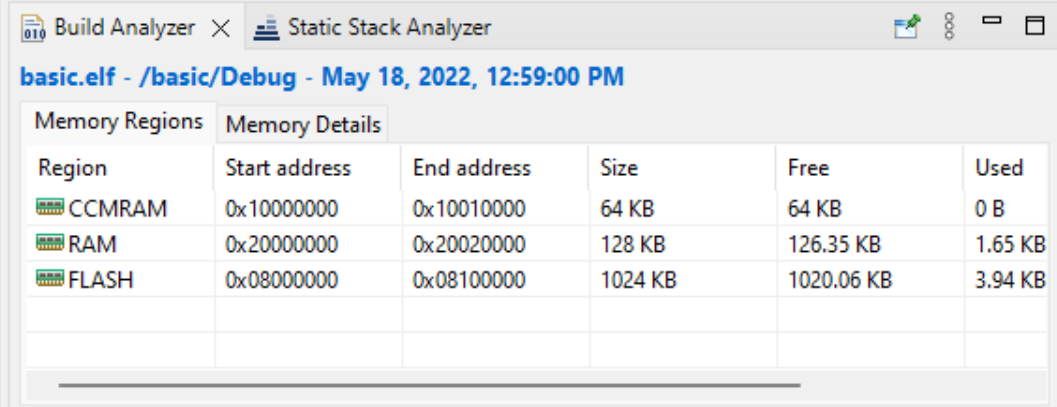 Build Analyzer Static Stack Analyzer
basic.elf - /basic/Debug - May 18, 2022, 12:59:00 PM
Memory Regions Memory Details
Region Start address End address Size Free Used
CCMRAM 0x10000000 0x10010000 64 KB 64 KB 0 B
RAM 0x20000000 0x20020000 128 KB 126.35 KB 1.65 KB
FLASH 0x08000000 0x08100000 1024 KB 1020.06 KB 3.94 KB